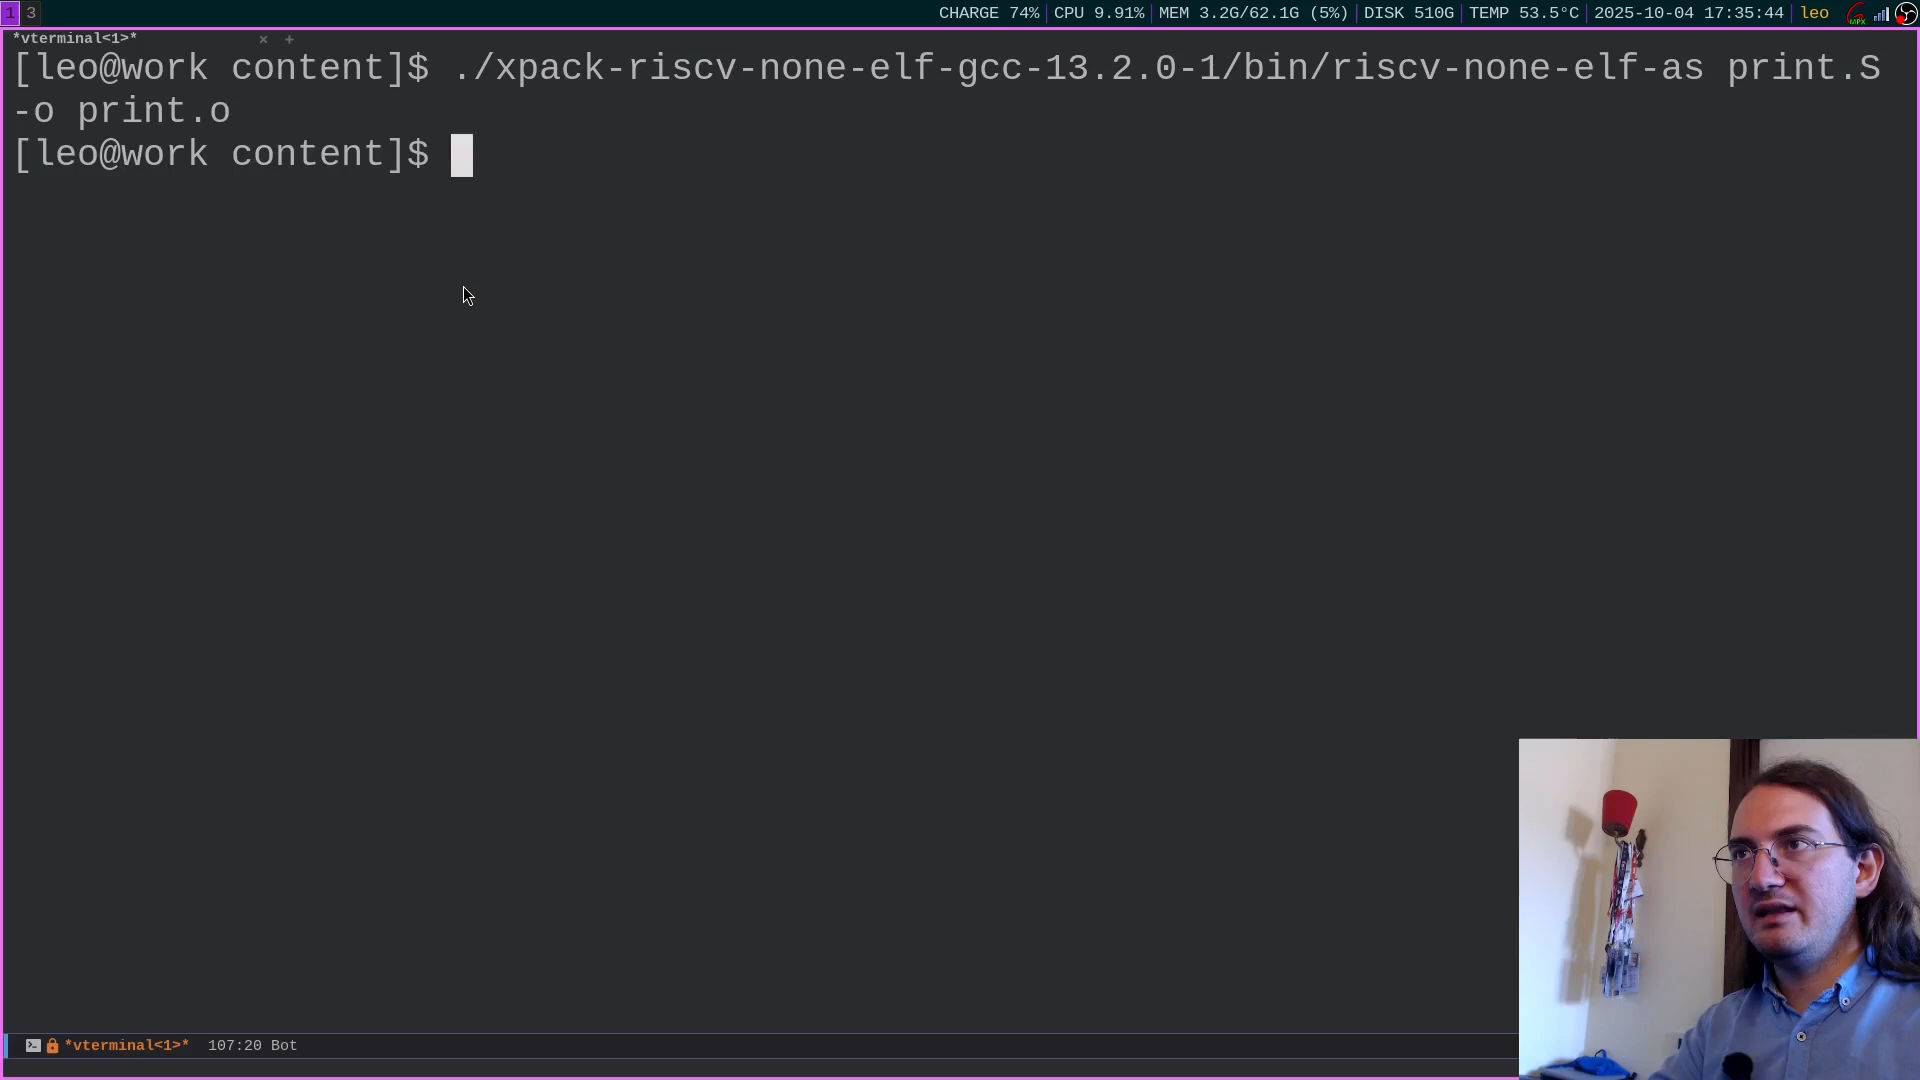 1 3 CHARGE 74% CPU 9.91% MEM 3.2G/62.1G (5%) DISK 510G TEMP 53.5°C 2025-10-04 17:35:44 leo MPX
*vterminal<1>* × +
[leo@work content]$ ./xpack-riscv-none-elf-gcc-13.2.0-1/bin/riscv-none-elf-as print.S
-o print.o
[leo@work content]$
*vterminal<1>* 107:20 Bot